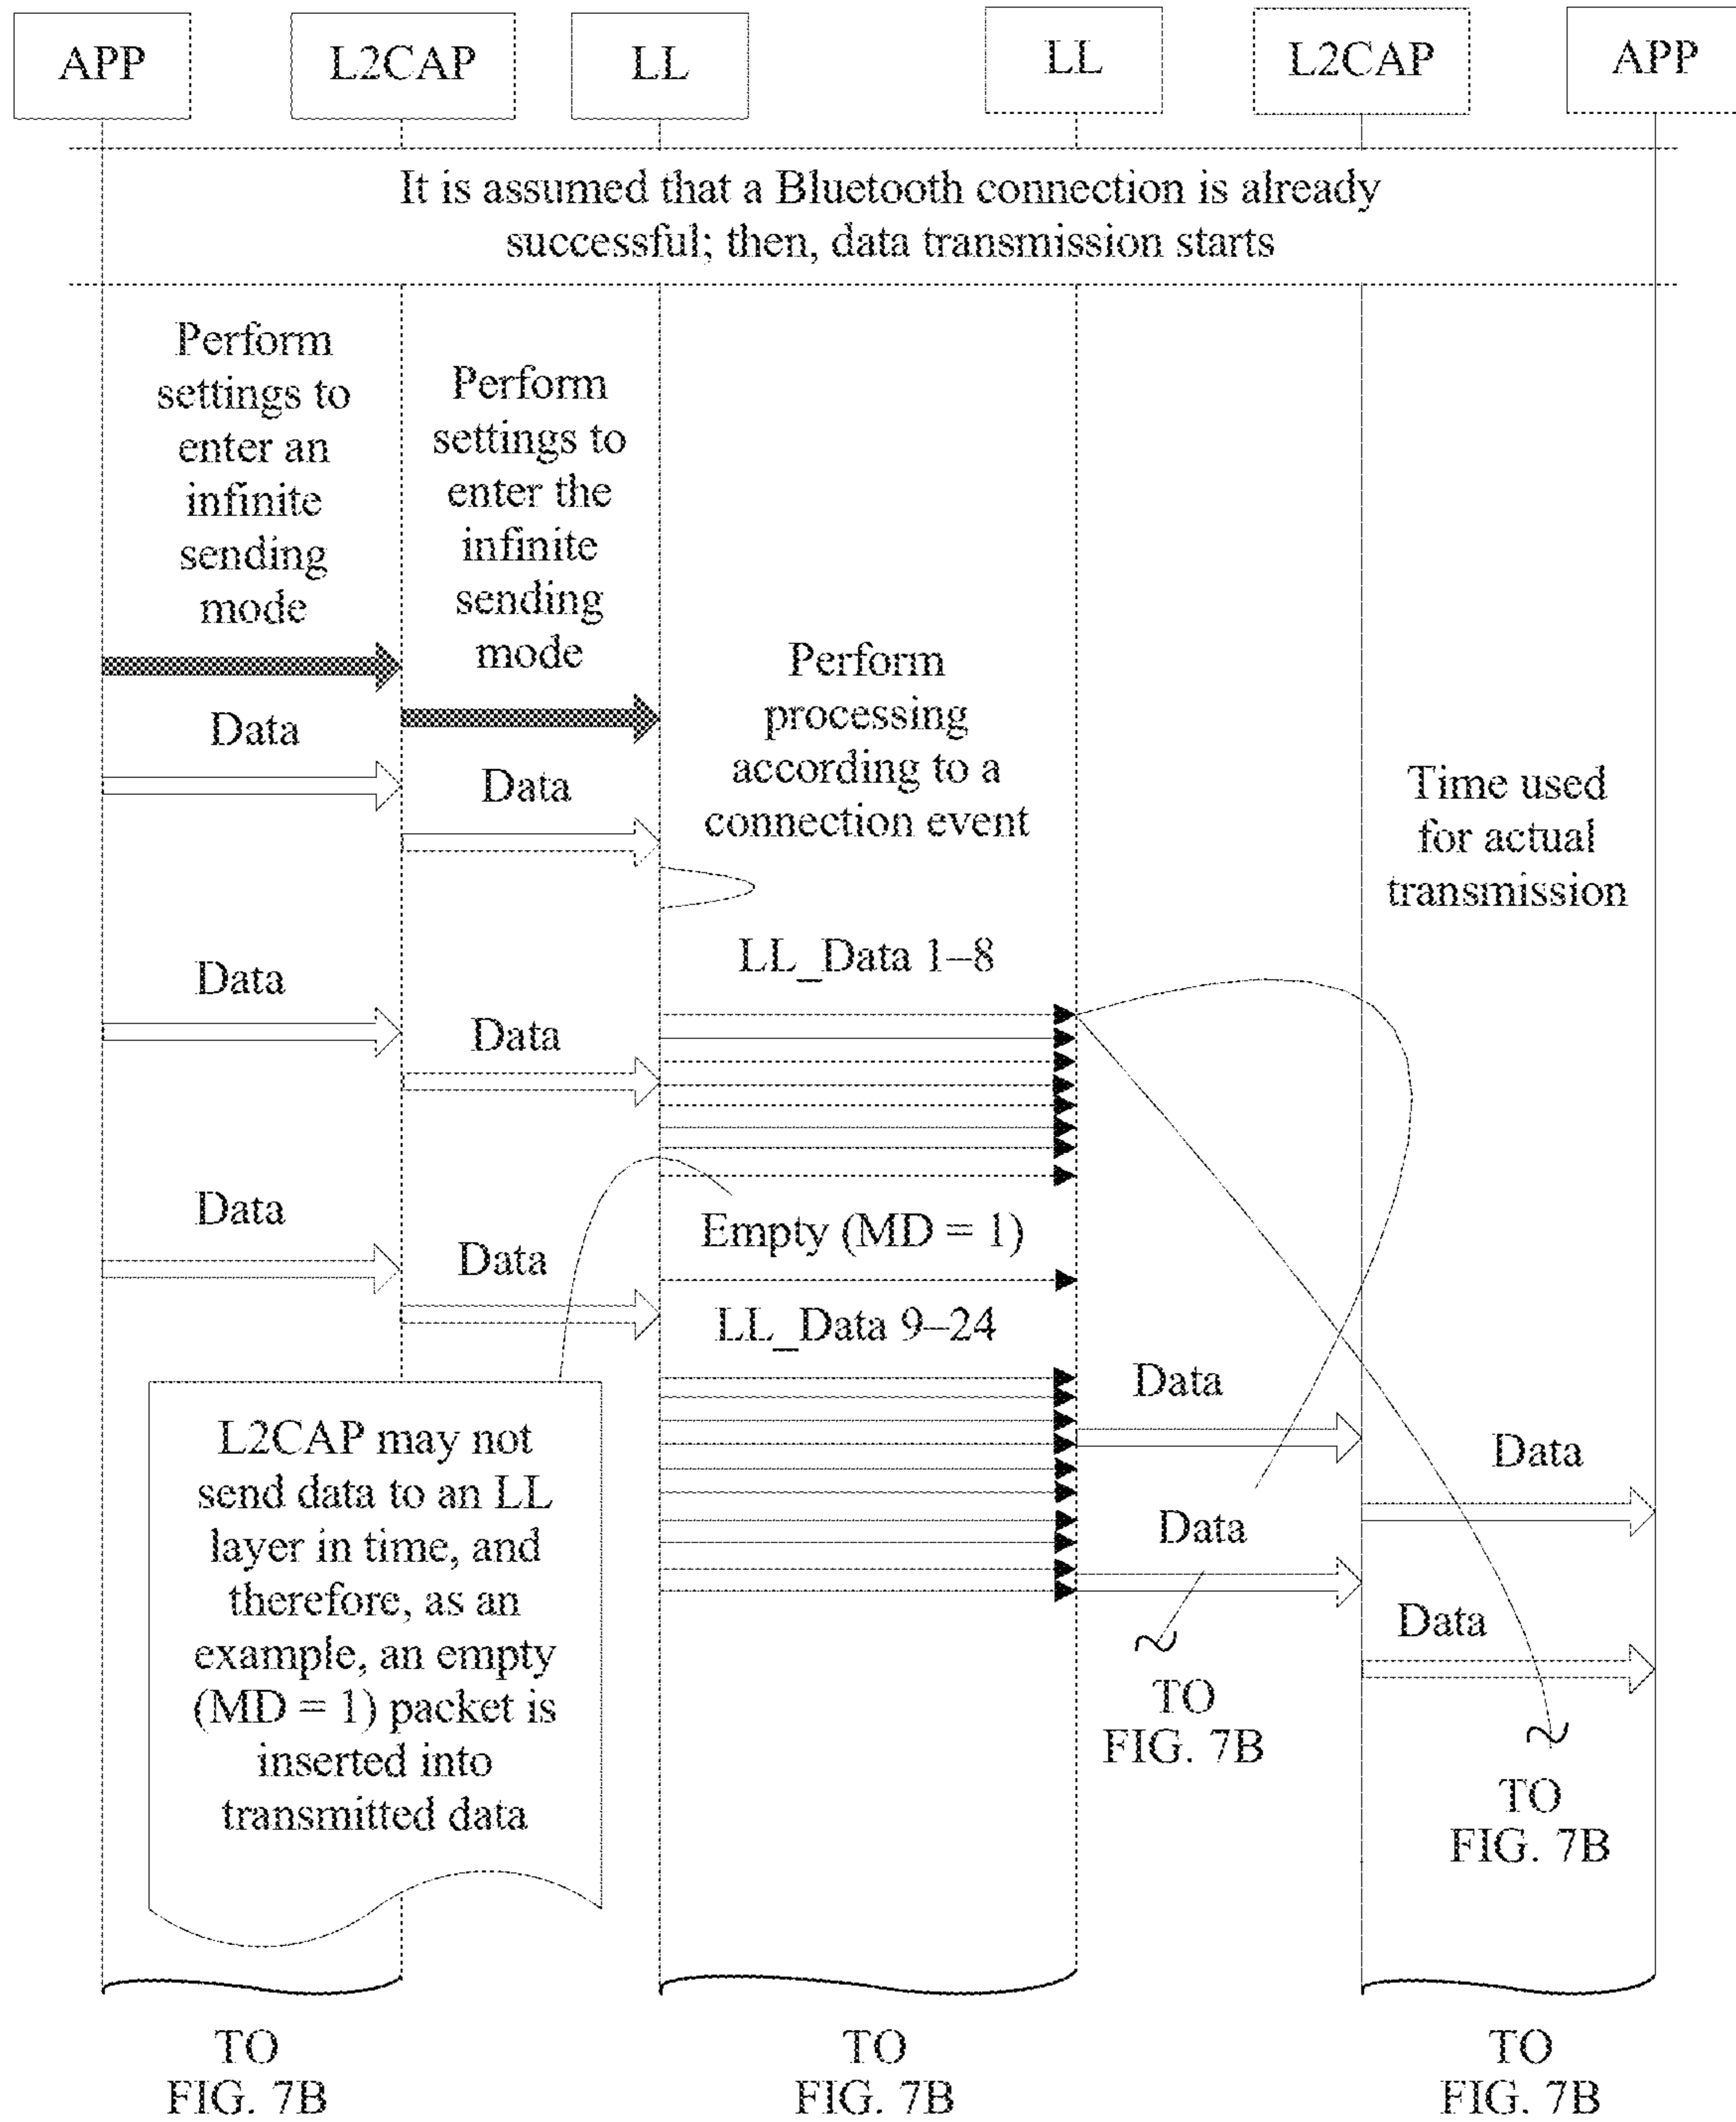 APP
L2CAP
LL
LL
L2CAP
APP
It is assumed that a Bluetooth connection is already
successful; then, data transmission starts
Perform
settings to
enter an
infinite
sending
mode
Perform
settings to
enter the
infinite
sending
mode
Data
Data
Perform
processing
according to a
connection event
Time used
for actual
transmission
LL_Data 1–8
Data
Data
Data
Data
Empty (MD = 1)
LL_Data 9–24
L2CAP may not
send data to an LL
layer in time, and
therefore, as an
example, an empty
(MD = 1) packet is
inserted into
transmitted data
Data
Data
Data
Data
TO
FIG. 7B
TO
FIG. 7B
TO
FIG. 7B
TO
FIG. 7B
TO
FIG. 7B